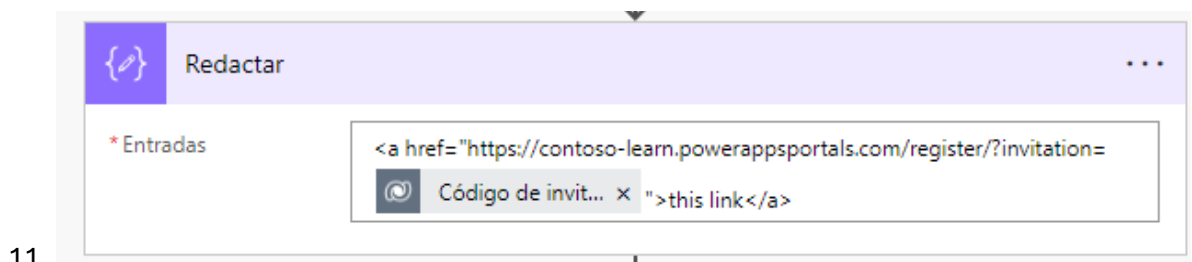 Redactar
* Entradas
<a href="https://contoso-learn.powerappsportals.com/register/?invitation=
Código de invit... × ">this link</a>
11